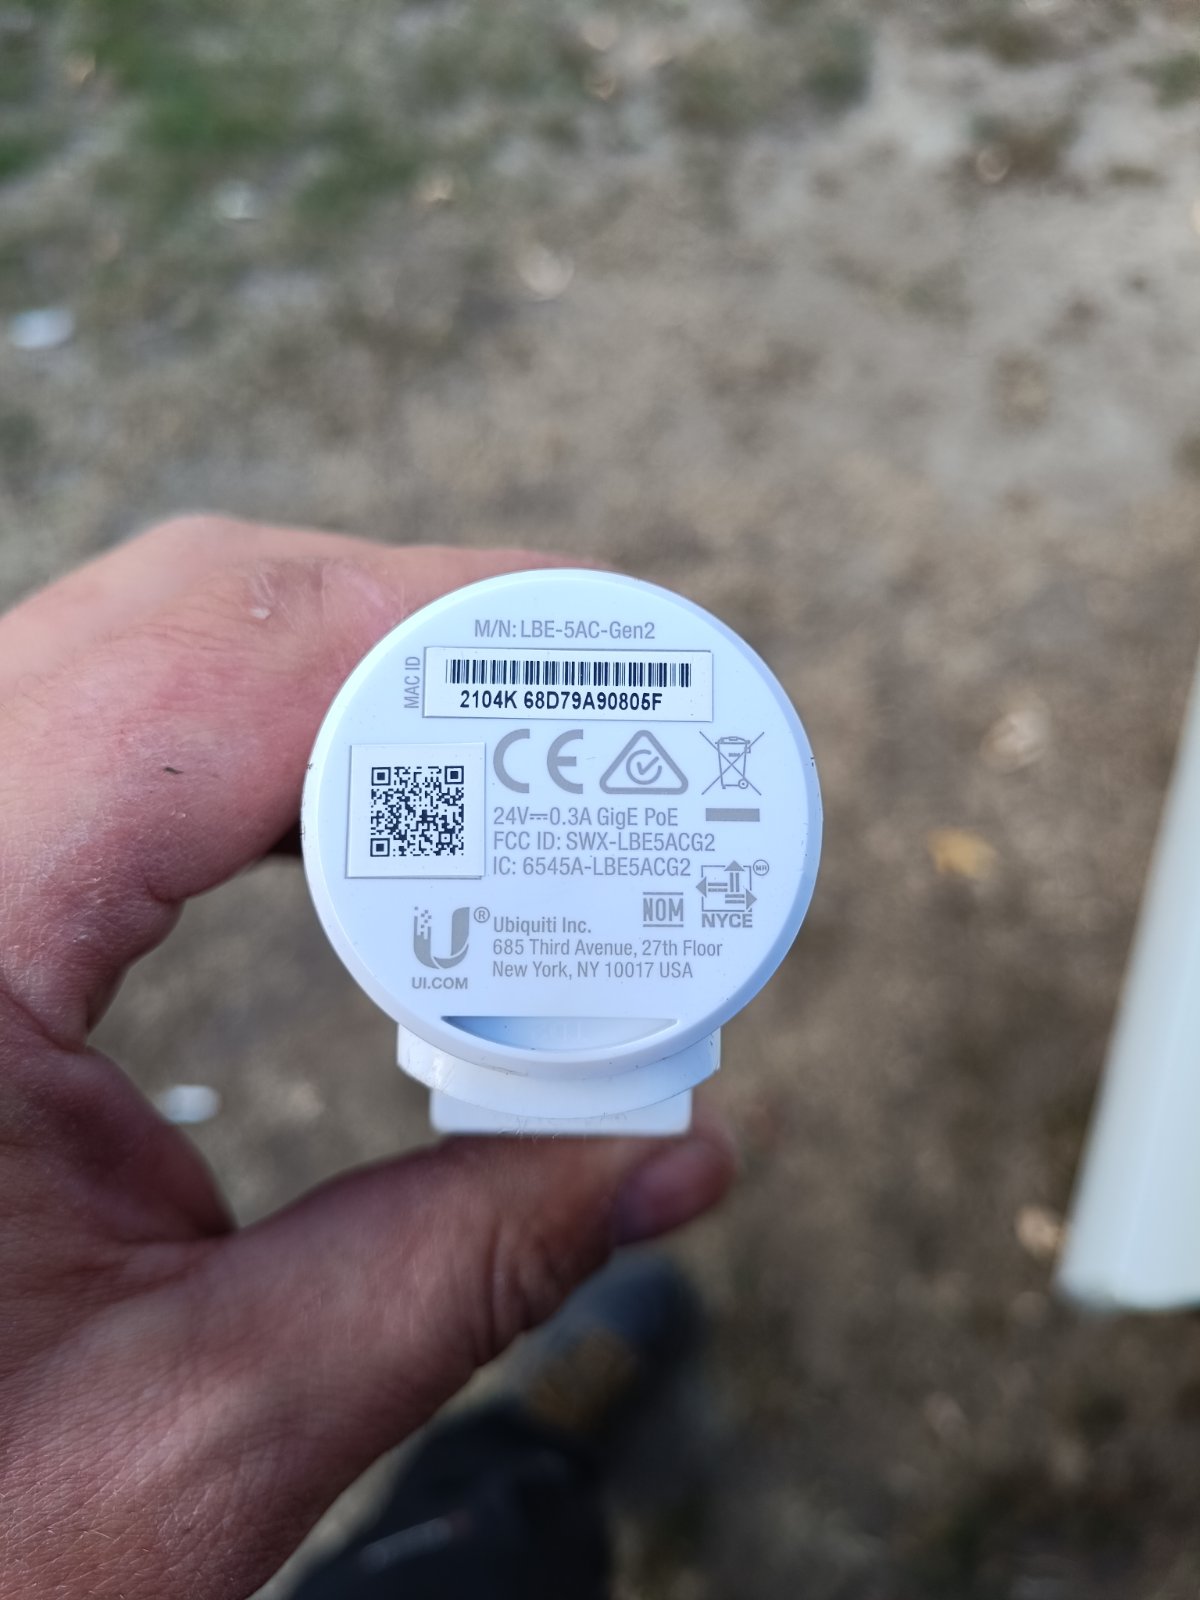 M/N: LBE-5AC-Gen2
MAC ID
2104K 68D79A90805F
CE
24V⎓0.3A GigE PoE
FCC ID: SWX-LBE5ACG2
IC: 6545A-LBE5ACG2
MR
NOM
NYCE
®
Ubiquiti Inc.
685 Third Avenue, 27th Floor
New York, NY 10017 USA
UI.COM